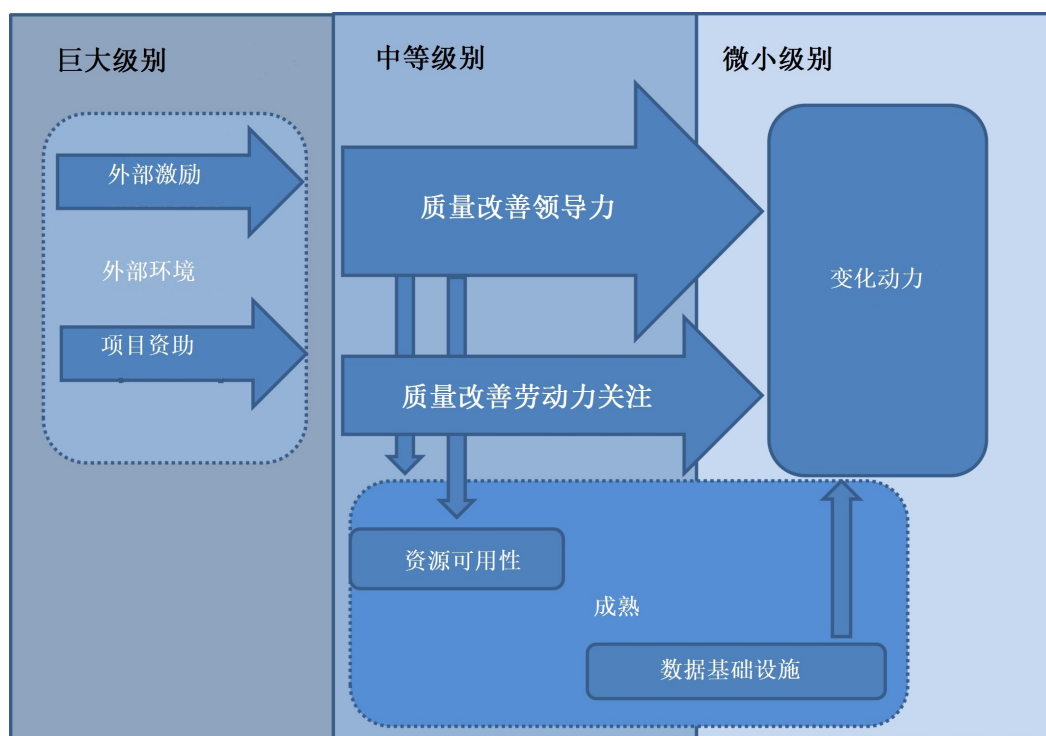 巨大级别
中等级别
微小级别
外部激励
外部环境
项目资助
质量改善领导力
质量改善劳动力关注
变化动力
资源可用性
成熟
数据基础设施